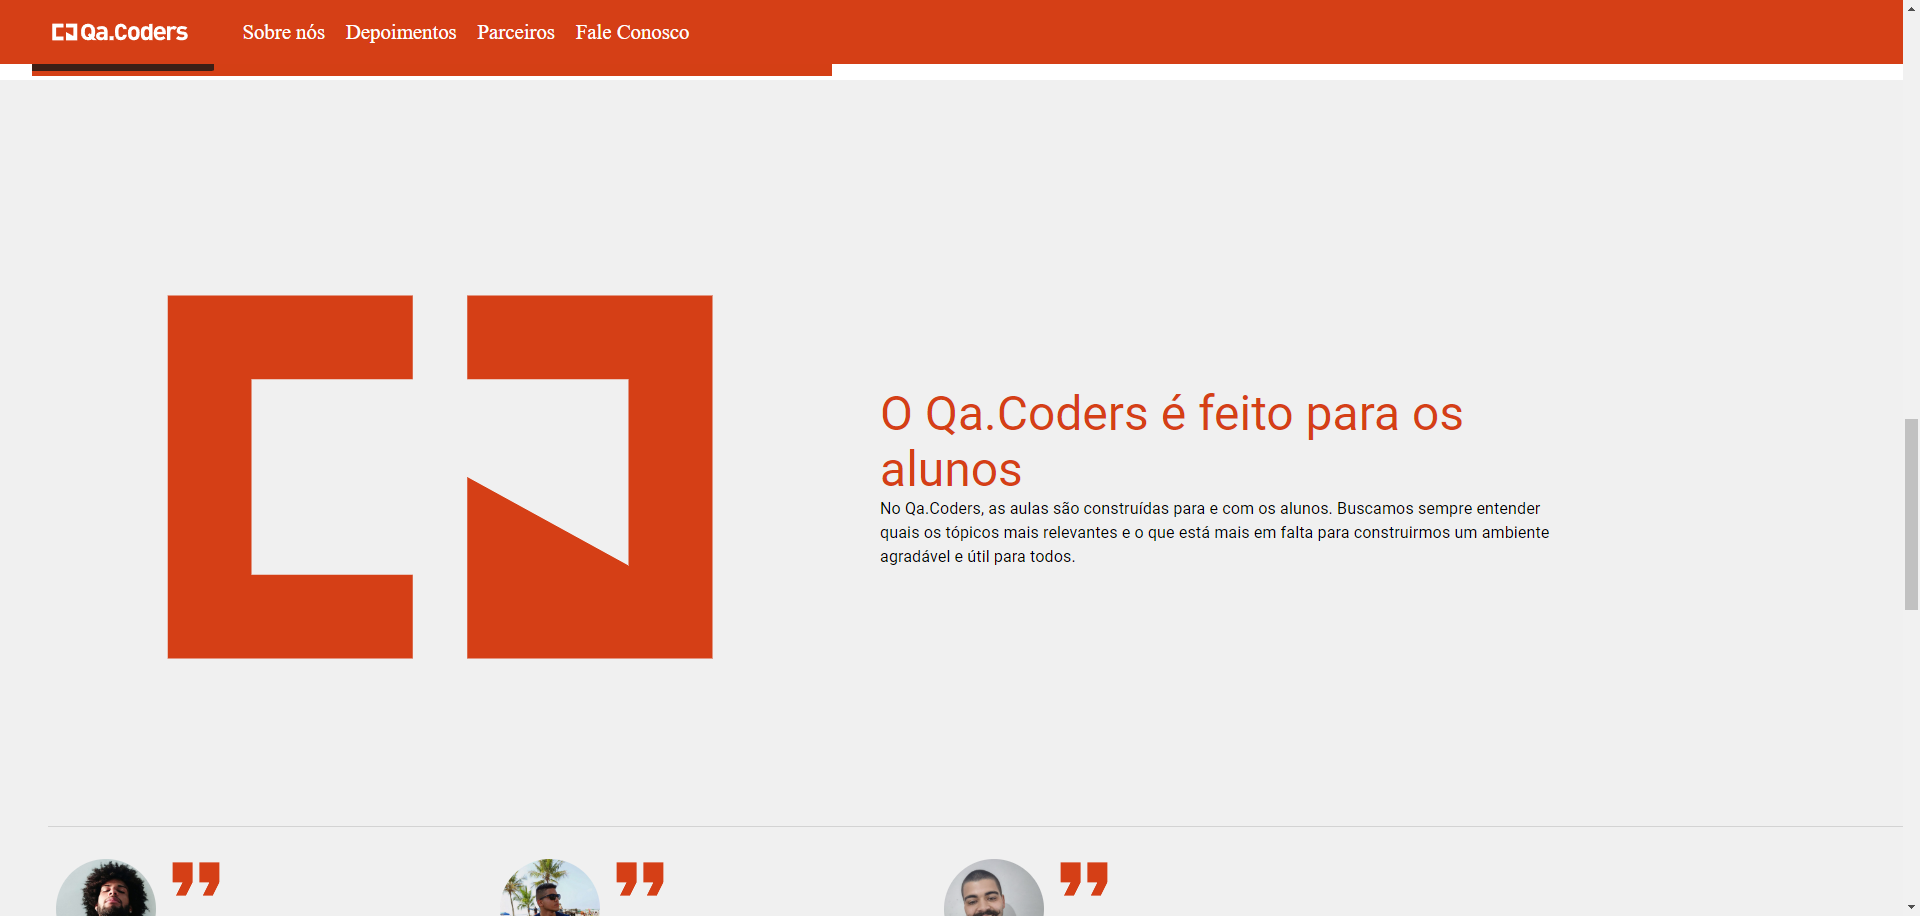 Qa.Coders
Sobre nós Depoimentos Parceiros Fale Conosco
O Qa.Coders é feito para os
alunos
No Qa.Coders, as aulas são construídas para e com os alunos. Buscamos sempre entender
quais os tópicos mais relevantes e o que está mais em falta para construirmos um ambiente
agradável e útil para todos.